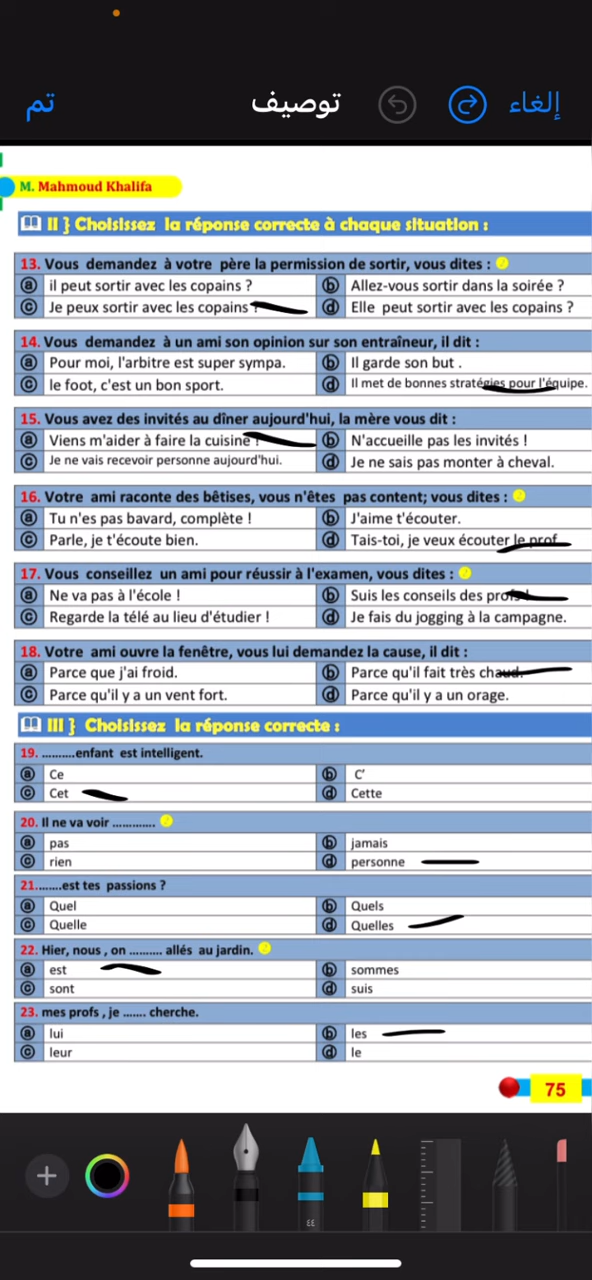 تم
توصيف
إلغاء
M. Mahmoud Khalifa
II } Choisissez la réponse correcte à chaque situation :
13. Vous demandez à votre père la permission de sortir, vous dites :
a il peut sortir avec les copains ?
b Allez-vous sortir dans la soirée ?
c Je peux sortir avec les copains ?
d Elle peut sortir avec les copains ?
14. Vous demandez à un ami son opinion sur son entraîneur, il dit :
a Pour moi, l'arbitre est super sympa.
b Il garde son but .
c le foot, c'est un bon sport.
d Il met de bonnes stratégies pour l'équipe.
15. Vous avez des invités au dîner aujourd'hui, la mère vous dit :
a Viens m'aider à faire la cuisine !
b N'accueille pas les invités !
c Je ne vais recevoir personne aujourd'hui.
d Je ne sais pas monter à cheval.
16. Votre ami raconte des bêtises, vous n'êtes pas content; vous dites :
a Tu n'es pas bavard, complète !
b J'aime t'écouter.
c Parle, je t'écoute bien.
d Tais-toi, je veux écouter le prof.
17. Vous conseillez un ami pour réussir à l'examen, vous dites :
a Ne va pas à l'école !
b Suis les conseils des profs !
c Regarde la télé au lieu d'étudier !
d Je fais du jogging à la campagne.
18. Votre ami ouvre la fenêtre, vous lui demandez la cause, il dit :
a Parce que j'ai froid.
b Parce qu'il fait très chaud.
c Parce qu'il y a un vent fort.
d Parce qu'il y a un orage.
III } Choisissez la réponse correcte :
19. ..........enfant est intelligent.
a Ce
b C'
c Cet
d Cette
20. Il ne va voir .............
a pas
b jamais
c rien
d personne
21........est tes passions ?
a Quel
b Quels
c Quelle
d Quelles
22. Hier, nous , on .......... allés au jardin.
a est
b sommes
c sont
d suis
23. mes profs , je ....... cherche.
a lui
b les
c leur
d le
75
٤٤